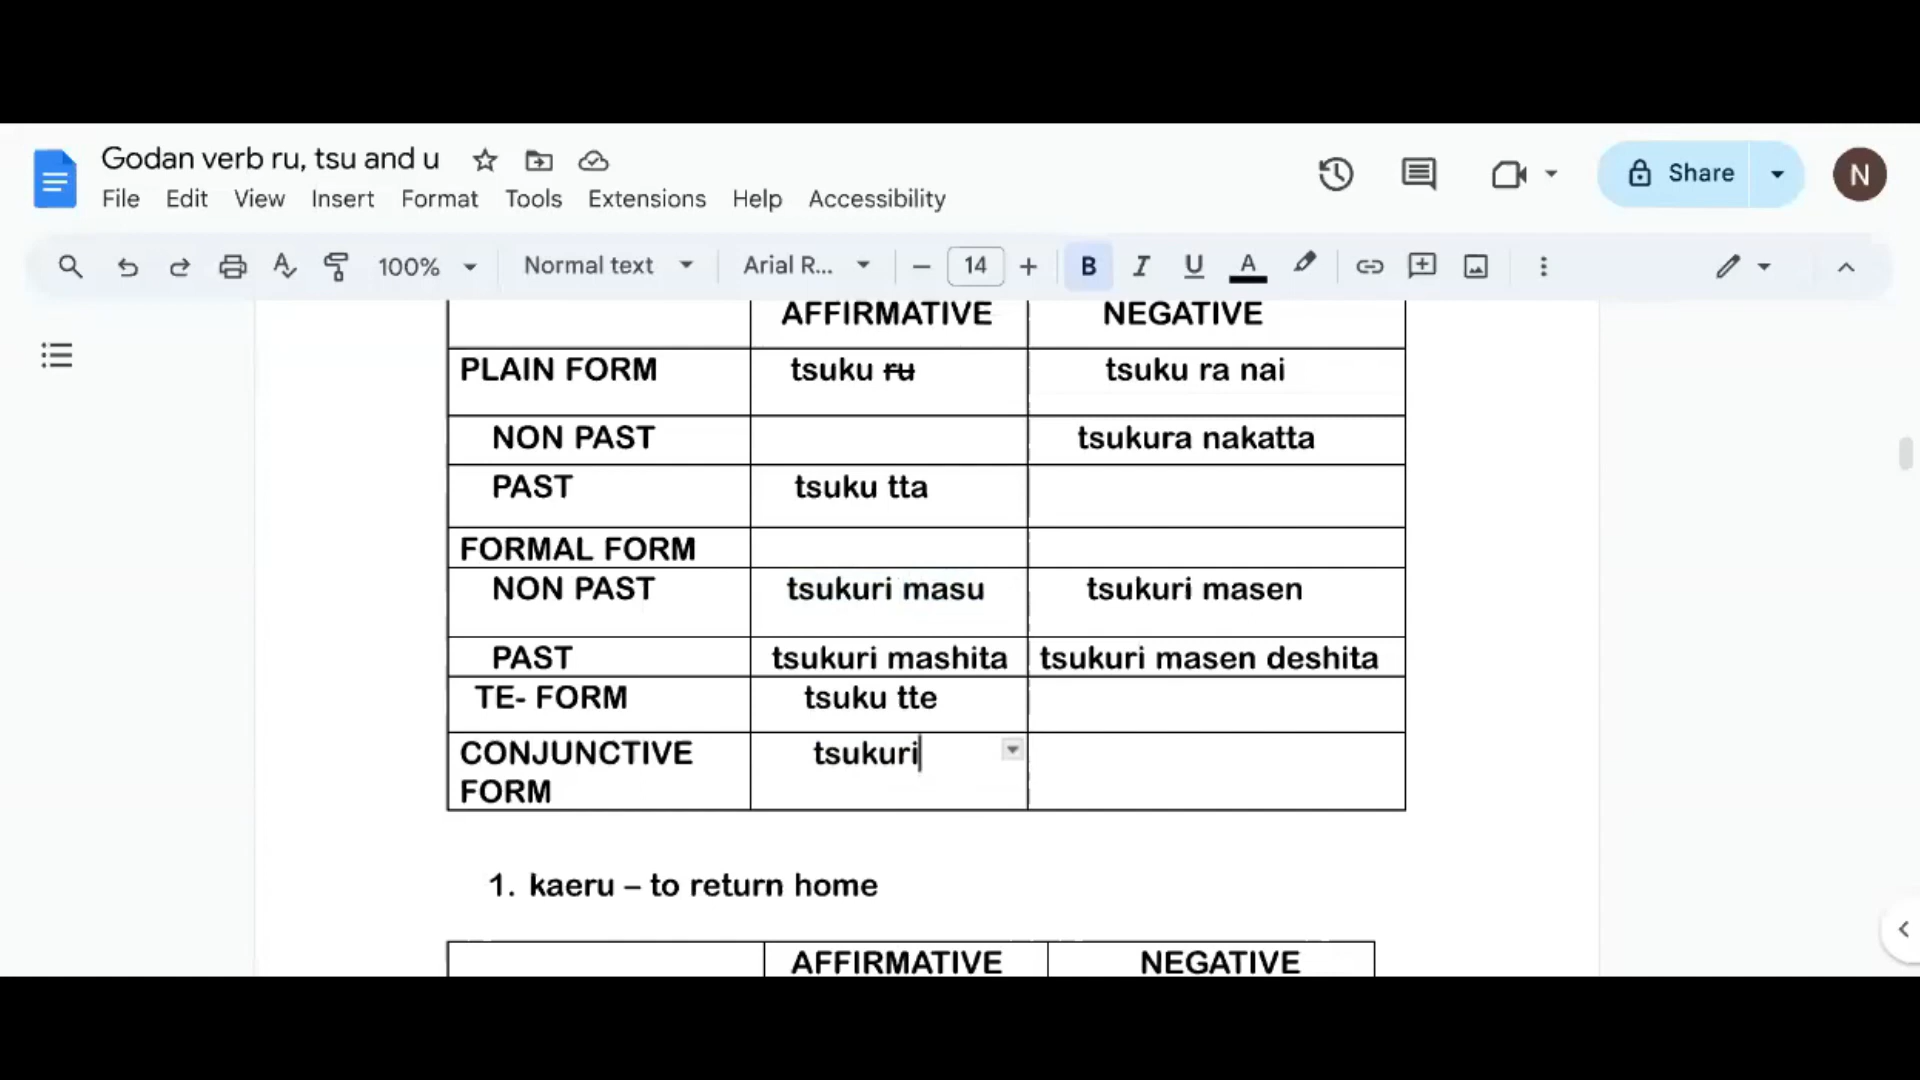 Godan verb ru, tsu and u
File Edit View Insert Format Tools Extensions Help Accessibility
Share
N
100% Normal text Arial R... 14 B I U A
AFFIRMATIVE NEGATIVE
PLAIN FORM tsuku ru tsuku ra nai
NON PAST tsukura nakatta
PAST tsuku tta
FORMAL FORM
NON PAST tsukuri masu tsukuri masen
PAST tsukuri mashita tsukuri masen deshita
TE- FORM tsuku tte
CONJUNCTIVE tsukuri
FORM
1. kaeru – to return home
AFFIRMATIVE NEGATIVE